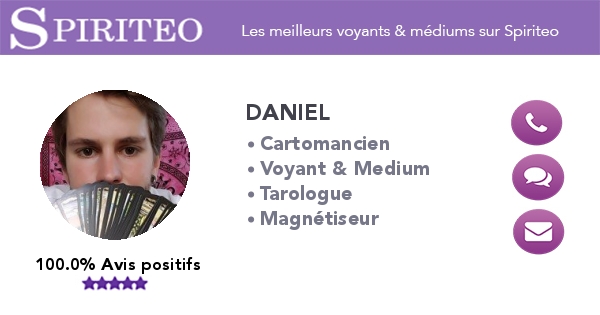 SPIRITEO
Les meilleurs voyants & médiums sur Spiriteo
DANIEL
• Cartomancien
• Voyant & Medium
• Tarologue
• Magnétiseur
100.0% Avis positifs